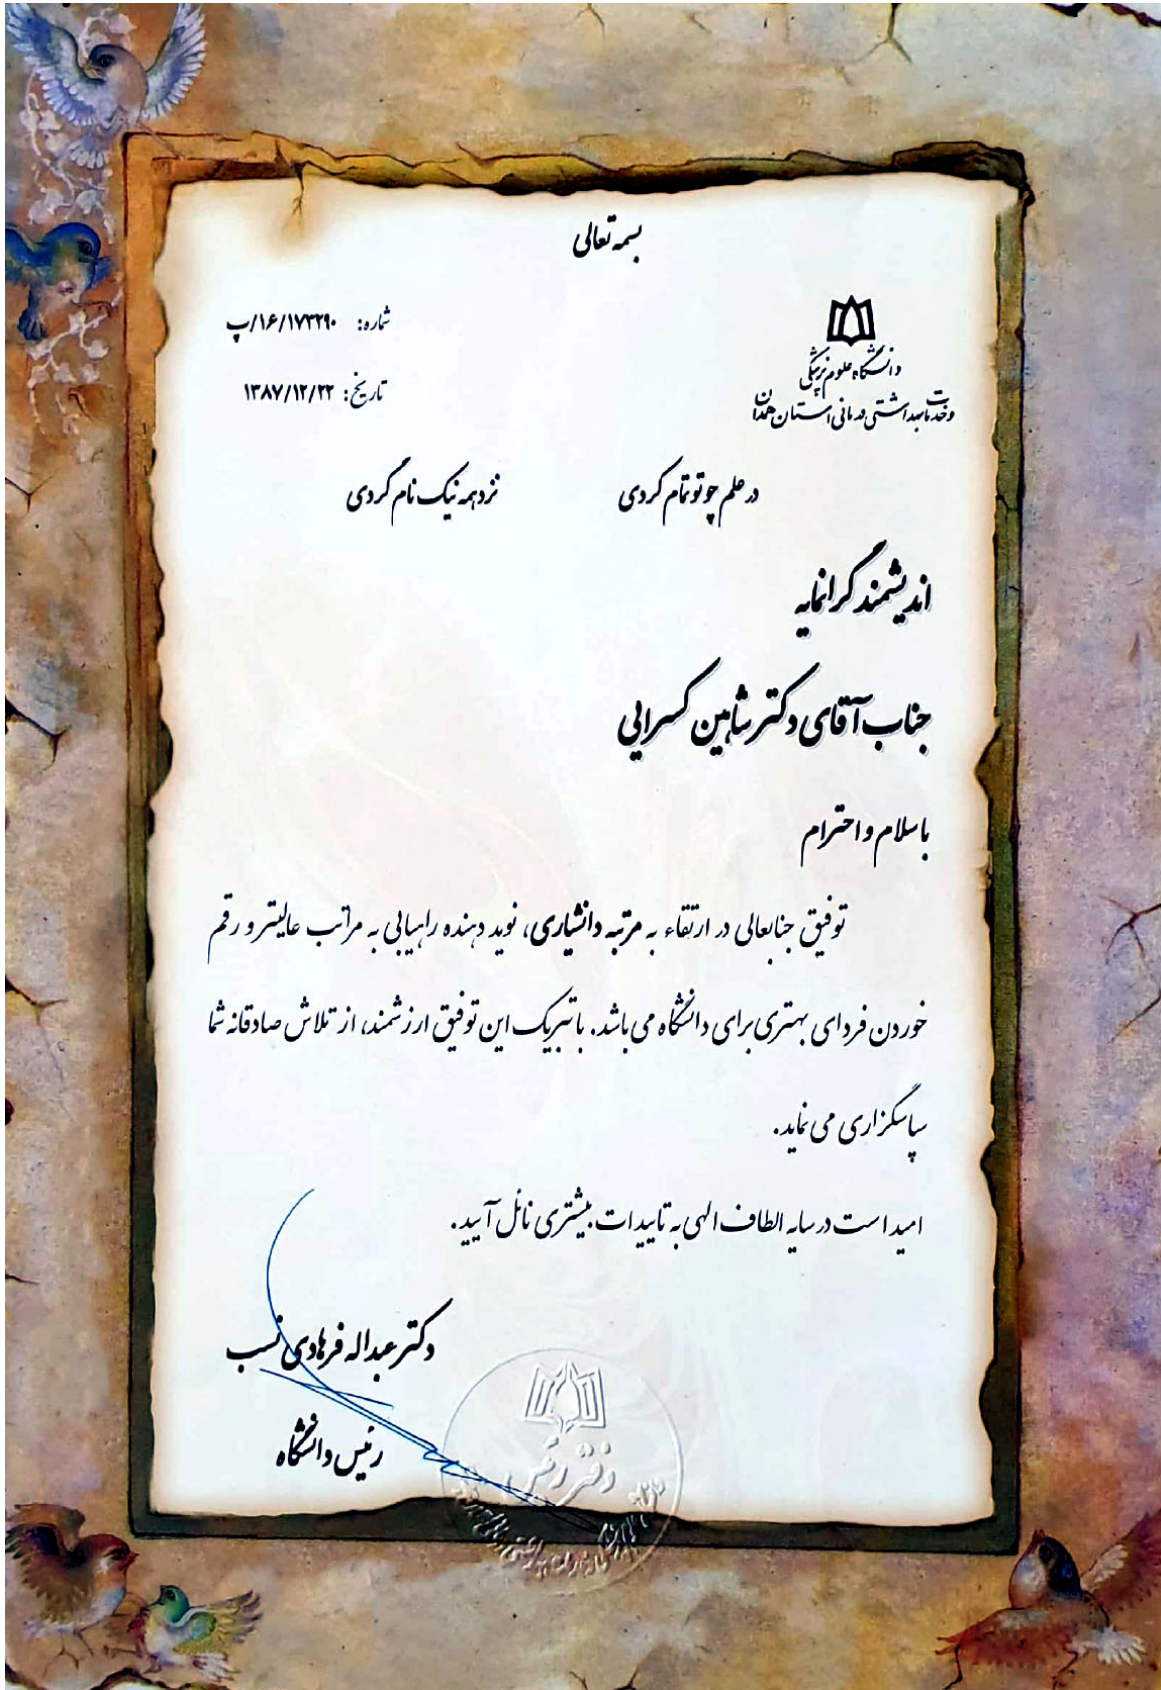 بسمه تعالی
دانشگاه علوم پزشکی
و خدمات بهداشتی درمانی استان همدان
شماره: ۱۶/۱۷۳۲۹۰/پ
تاریخ: ۱۳۸۷/۱۲/۲۲
در علم چو تو تمام کردی نزد همه نیک نام گردی
اندیشمند گرانمایه
جناب آقای دکتر شاهین کسرایی
با سلام و احترام
توفیق جنابعالی در ارتقاء به مرتبه دانشیاری، نوید دهنده راهیابی به مراتب عالیتر و رقم
خوردن فردای بهتری برای دانشگاه می باشد. با تبریک این توفیق ارزشمند، از تلاش صادقانه شما
سپاسگزاری می نماید.
امید است در سایه الطاف الهی به تاییدات بیشتری نائل آیید.
دکتر عبداله فرهادی نسب
رئیس دانشگاه
دفتر رئیس